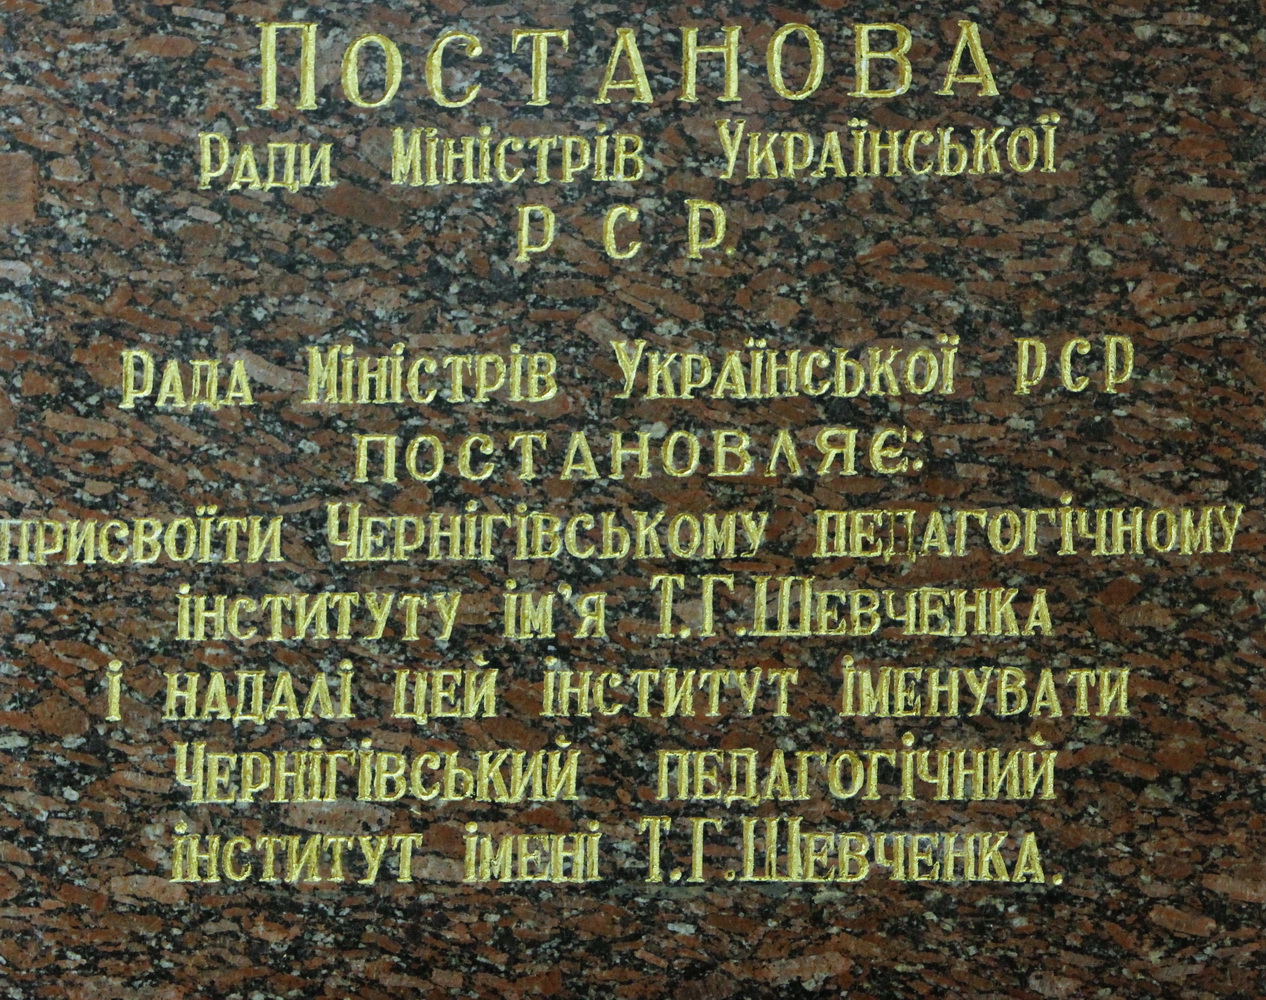 Постанова
Ради Міністрів Української
РСР.
Рада Міністрів Української РСР
постановляє:
присвоїти Чернігівському педагогічному
інституту ім'я Т.Г.Шевченка
і надалі цей інститут іменувати
Чернігівський педагогічний
інститут імені Т.Г.Шевченка.